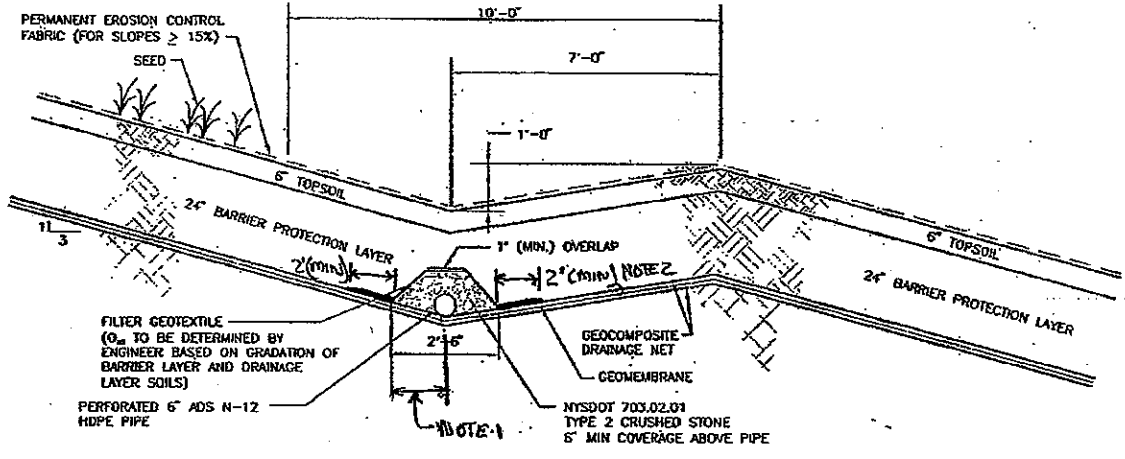 10'-0"
PERMANENT EROSION CONTROL
FABRIC (FOR SLOPES ≥ 15%)
SEED
7'-0"
1'-0"
6" TOPSOIL
24" BARRIER PROTECTION LAYER
1
3
1" (MIN.) OVERLAP
2'(MIN)
2"(MIN) NOTE 2
6" TOPSOIL
24" BARRIER PROTECTION LAYER
FILTER GEOTEXTILE
TO BE DETERMINED BY
ENGINEER BASED ON GRADATION OF
BARRIER LAYER AND DRAINAGE
LAYER SOILS)
2'-6"
GEOCOMPOSITE
DRAINAGE NET
GEOMEMBRANE
PERFORATED 6" ADS N-12
HDPE PIPE
NOTE-1
NYSDOT 703.02.01
TYPE 2 CRUSHED STONE
MIN COVERAGE ABOVE PIPE